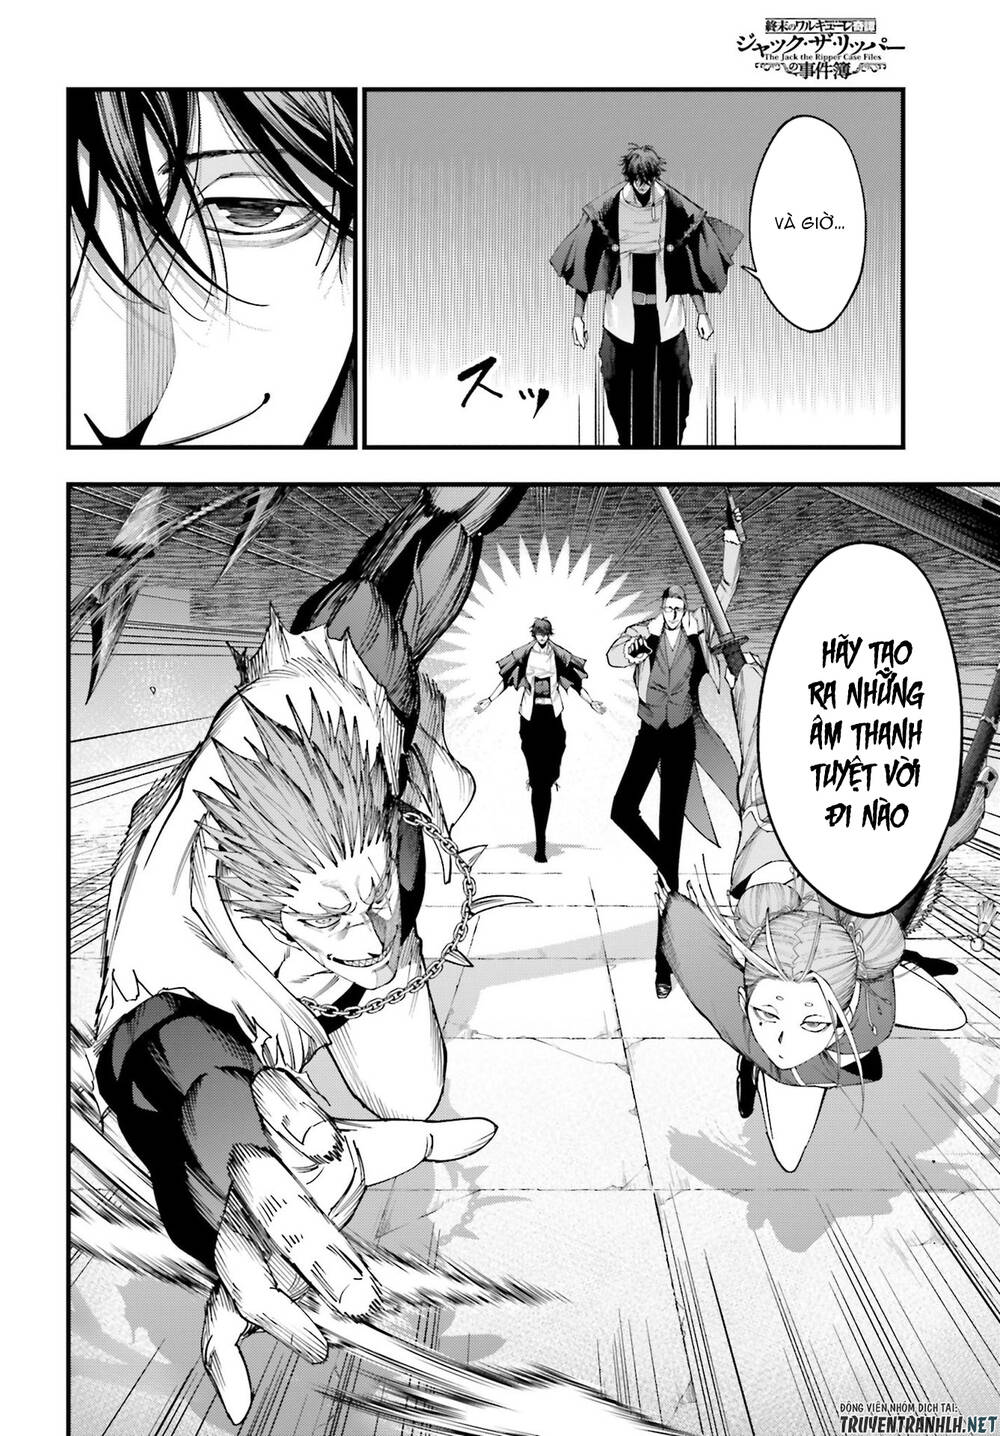 終末のワルキューレ奇譚
ジャック・ザ・リッパー
The Jack the Ripper Case Files
の事件簿
VÀ GIỜ...
スッ
HÃY TẠO
RA NHỮNG
ÂM THANH
TUYỆT VỜI
ĐI NÀO
ĐỘNG VIÊN NHÓM DỊCH TẠI:
TRUYENTRANHLH.NET